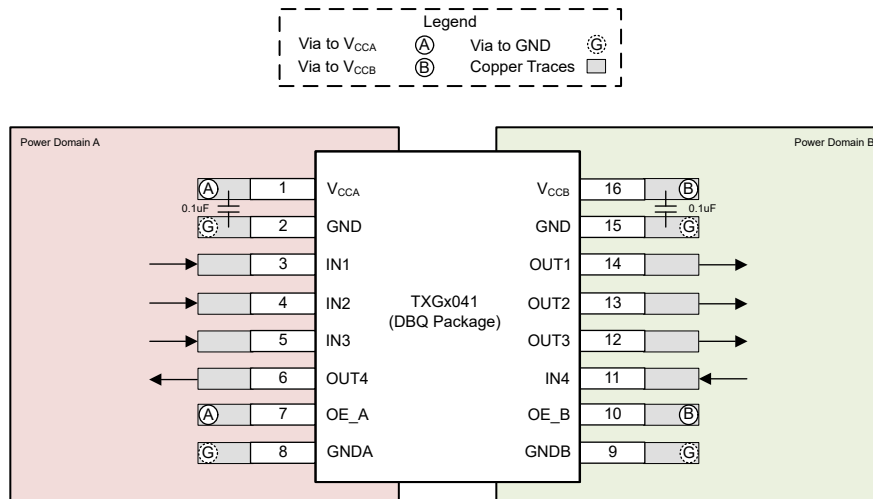 Legend
Via to VCCA A Via to GND G
Via to VCCB B Copper Traces
Power Domain A Power Domain B
A 1 VCCA VCCB 16 B
0.1uF 0.1uF
G 2 GND GND 15 G
3 IN1 OUT1 14
4 IN2 TXGx041 OUT2 13
(DBQ Package)
5 IN3 OUT3 12
6 OUT4 IN4 11
A 7 OE_A OE_B 10 B
G 8 GNDA GNDB 9 G